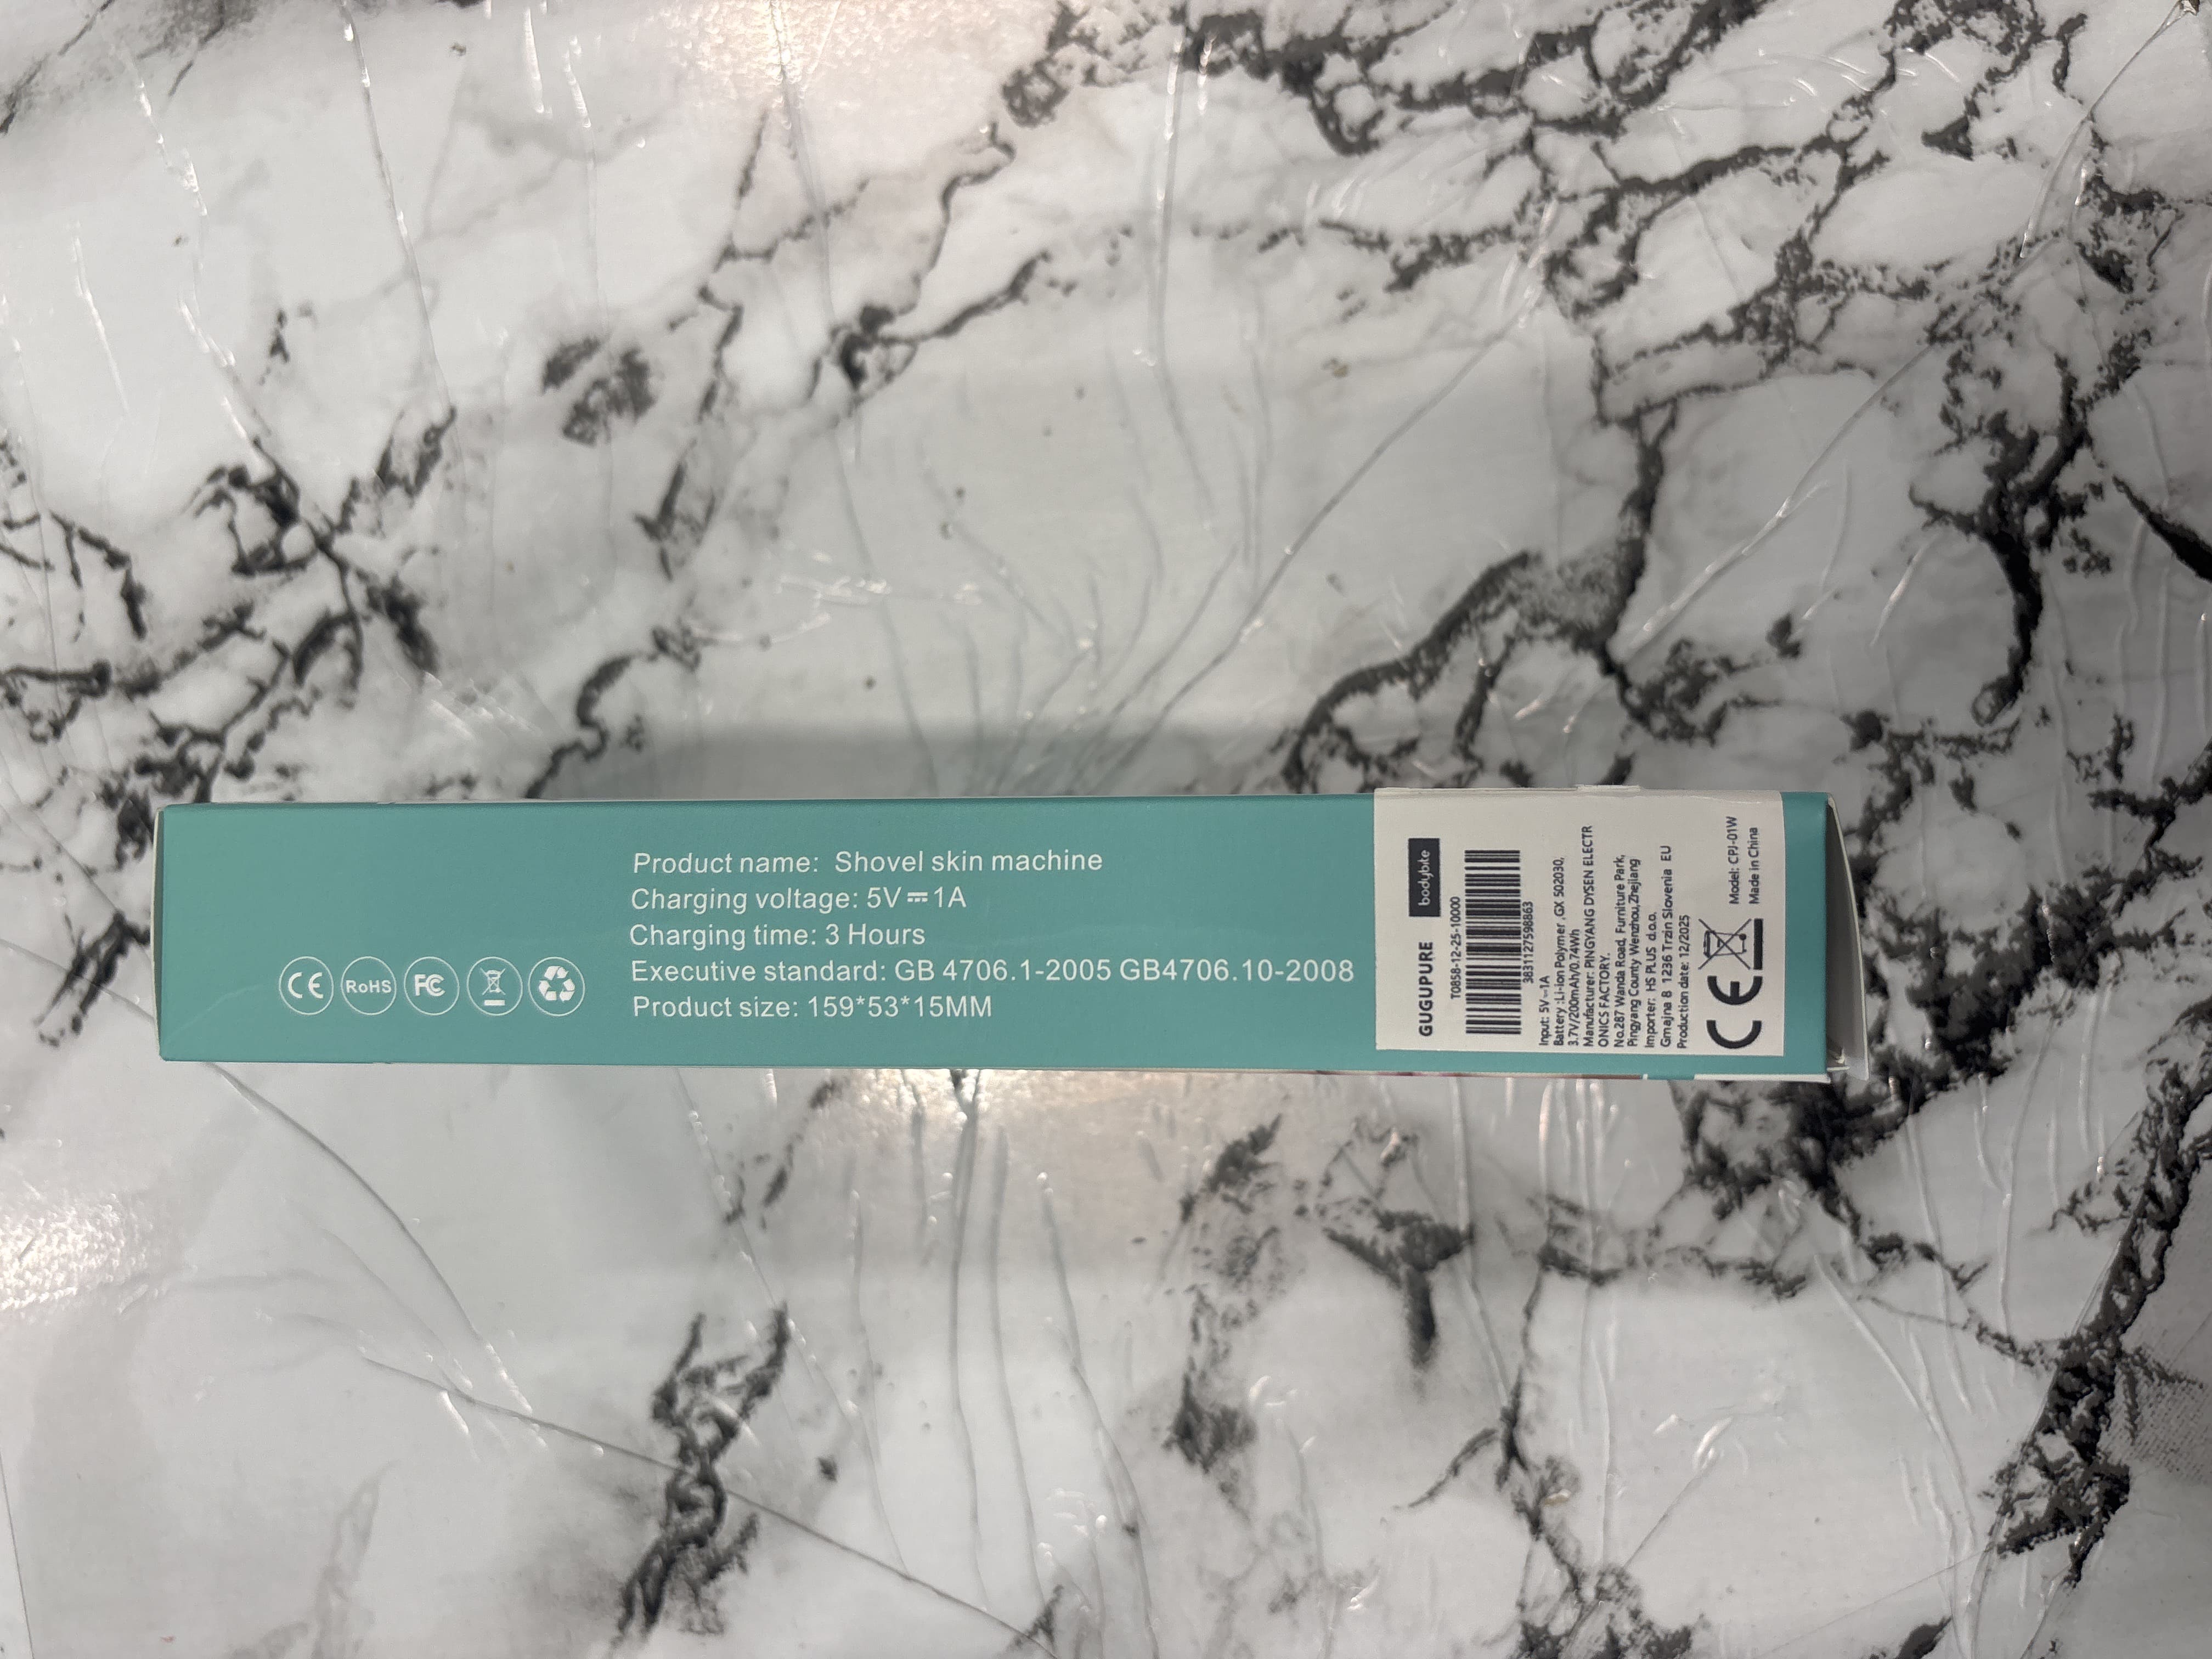 Product name: Shovel skin machine
Charging voltage: 5V⎓1A
Charging time: 3 Hours
Executive standard: GB 4706.1-2005 GB4706.10-2008
Product size: 159*53*15MM
CE
RoHS
FC
GUGUPURE
bodybite
T0858-12-25-10000
3831127598863
Input: 5V⎓1A
Battery :Li-ion Polymer ,GX 502030,
3.7V/200mAh/0.74Wh
Manufacturer: PINGYANG DYSEN ELECTR
ONICS FACTORY.
No.287 Wanda Road, Furniture Park,
Pingyang County Wenzhou,Zhejiang
Importer: HS PLUS d.o.o.
Gmajna 8 1236 Trzin Slovenia EU
Production date: 12/2025
CE
Model: CPJ-01W
Made in China